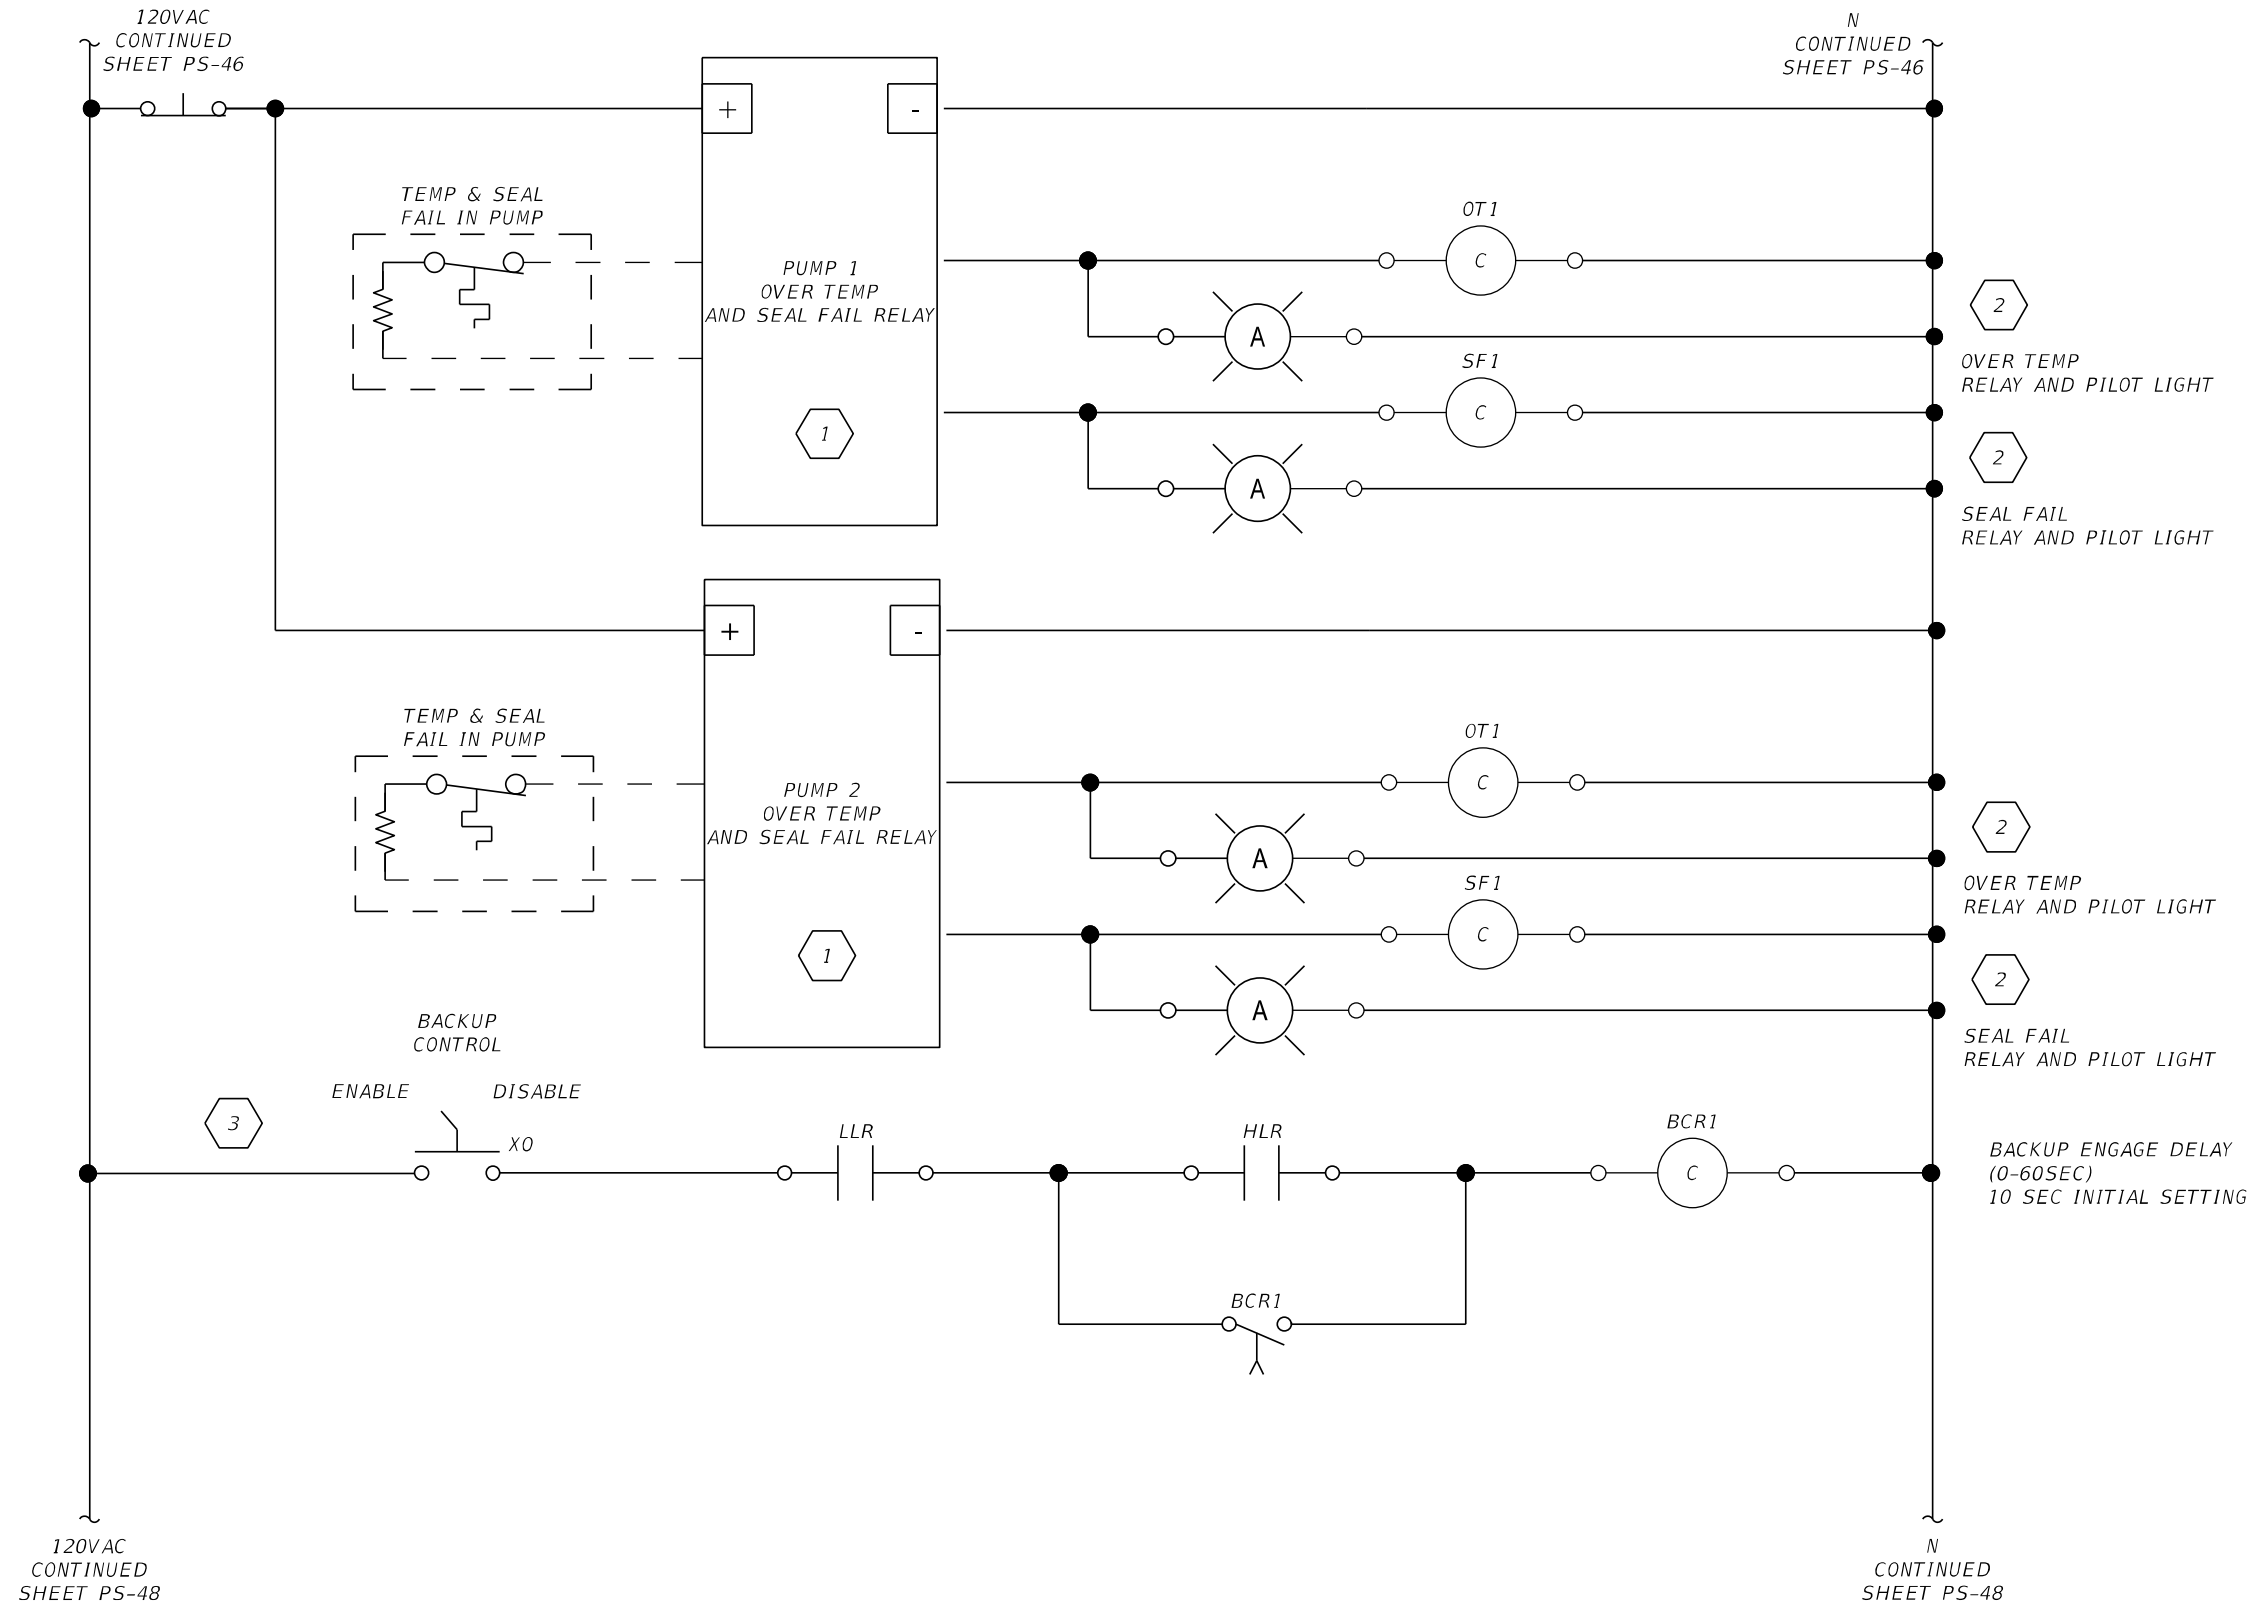 120VAC
CONTINUED
SHEET PS-46
N
CONTINUED
SHEET PS-46
+
-
TEMP & SEAL
FAIL IN PUMP
PUMP 1
OVER TEMP
AND SEAL FAIL RELAY
1
OT1
C
A
2
OVER TEMP
RELAY AND PILOT LIGHT
SF1
C
A
2
SEAL FAIL
RELAY AND PILOT LIGHT
+
-
TEMP & SEAL
FAIL IN PUMP
PUMP 2
OVER TEMP
AND SEAL FAIL RELAY
1
OT1
C
A
2
OVER TEMP
RELAY AND PILOT LIGHT
SF1
C
A
2
SEAL FAIL
RELAY AND PILOT LIGHT
BACKUP
CONTROL
ENABLE
DISABLE
3
XO
LLR
HLR
BCR1
C
BACKUP ENGAGE DELAY
(0-60SEC)
10 SEC INITIAL SETTING
BCR1
120VAC
CONTINUED
SHEET PS-48
N
CONTINUED
SHEET PS-48